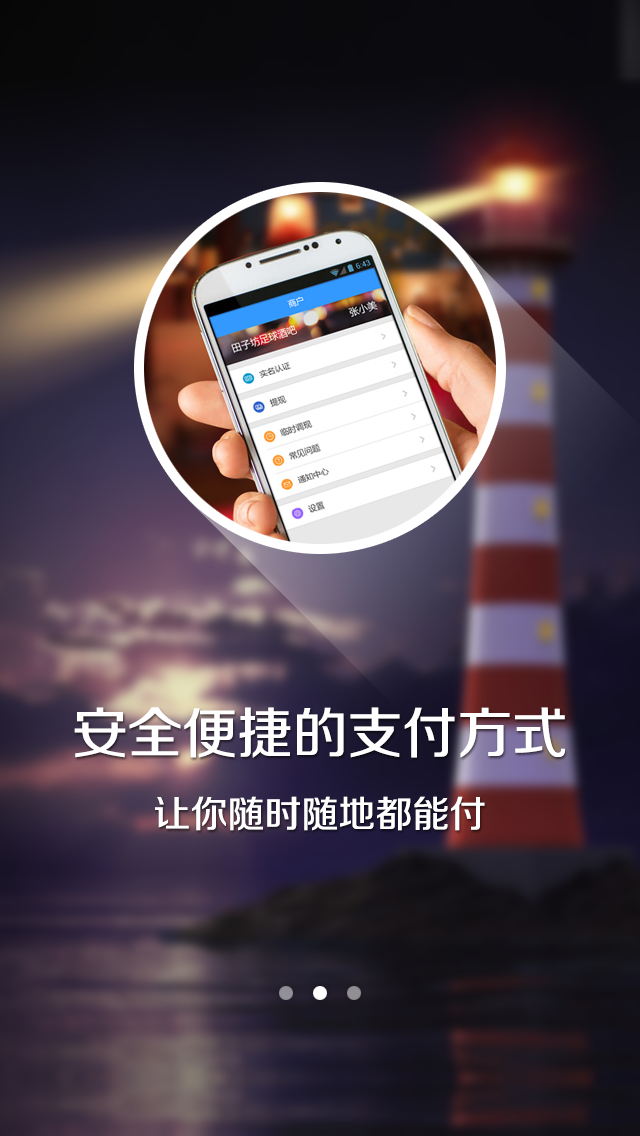 6:43
商户
田子坊足球酒吧
张小美
实名认证
提现
临时调现
常见问题
通知中心
设置
安全便捷的支付方式
让你随时随地都能付